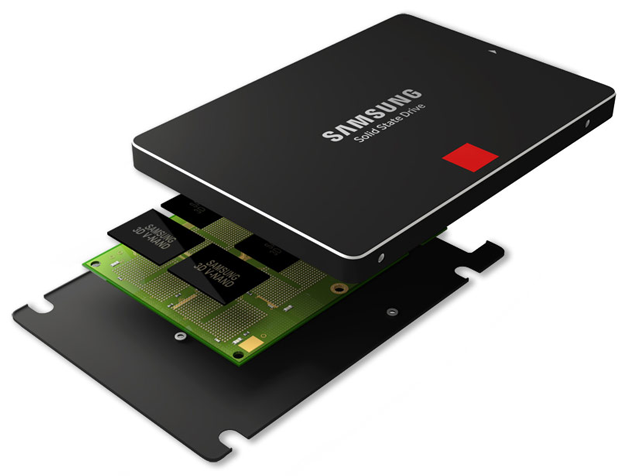 SAMSUNG
Solid State Drive
SAMSUNG
3D V-NAND
SAMSUNG
3D V-NAND